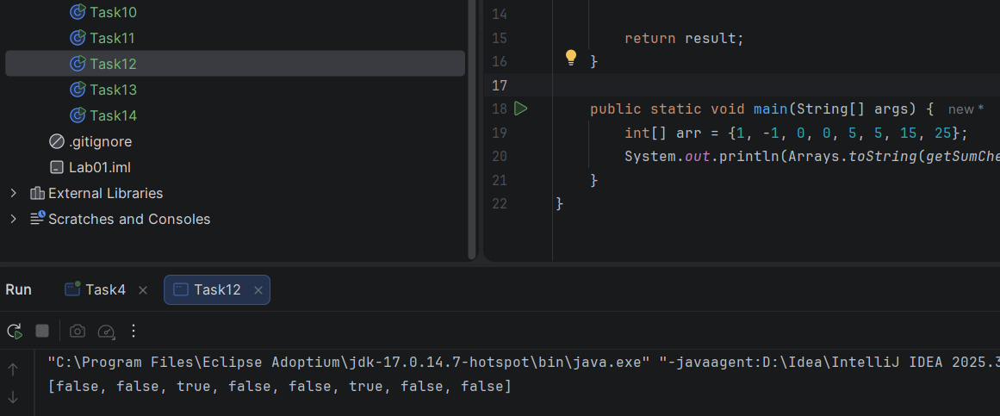 Task10
Task11
Task12
Task13
Task14
.gitignore
Lab01.iml
External Libraries
Scratches and Consoles
14
15 return result;
16 }
17
18 public static void main(String[] args) { new *
19 int[] arr = {1, -1, 0, 0, 5, 5, 15, 25};
20 System.out.println(Arrays.toString(getSumChe
21 }
22 }
Run Task4 Task12
"C:\Program Files\Eclipse Adoptium\jdk-17.0.14.7-hotspot\bin\java.exe" "-javaagent:D:\Idea\IntelliJ IDEA 2025.3
[false, false, true, false, false, true, false, false]